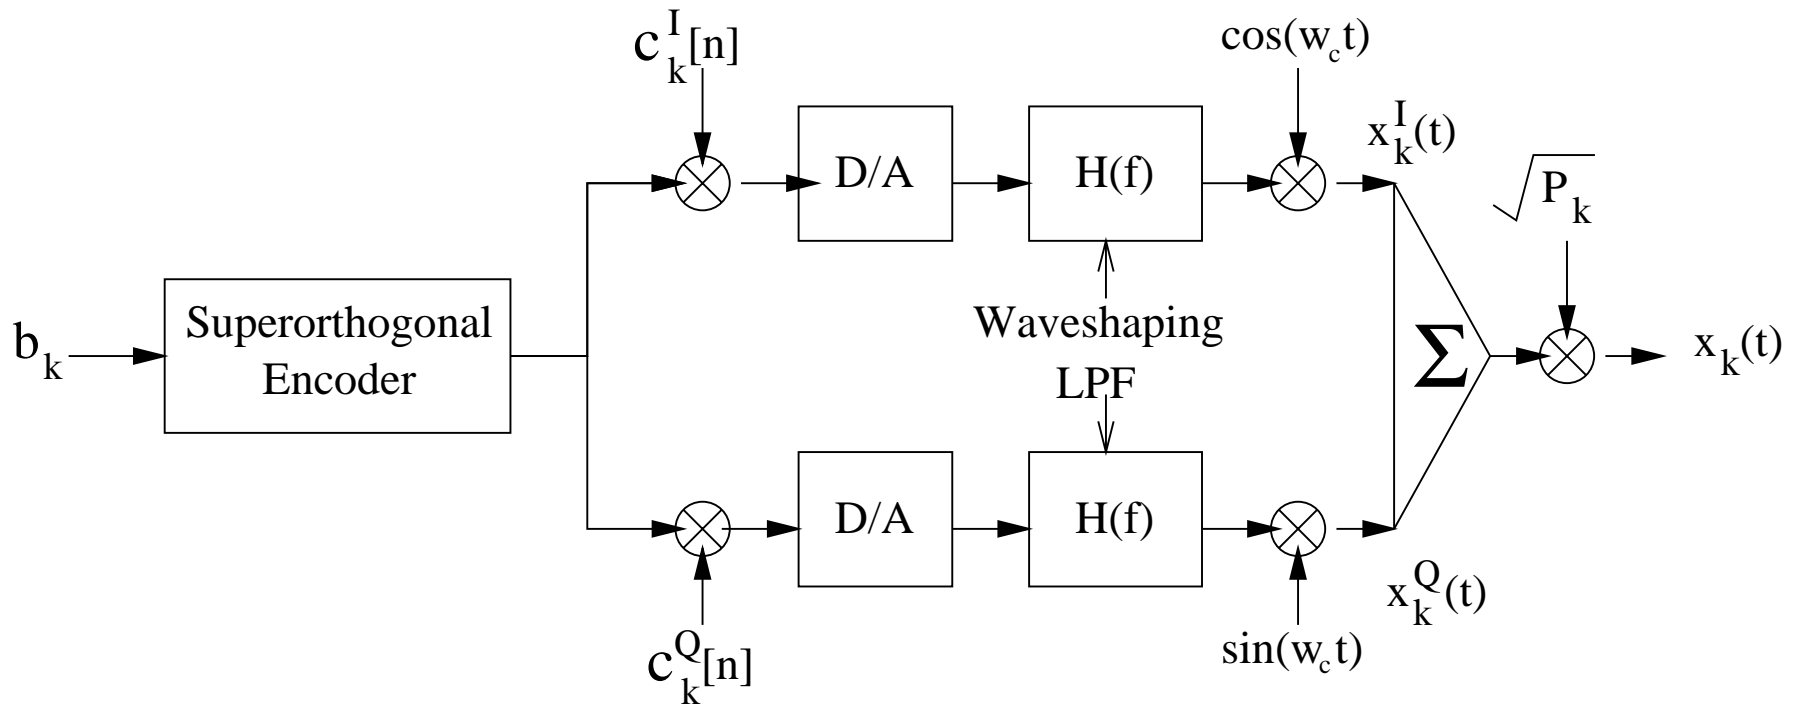 c_k^I[n]
cos(w_c t)
x_k^I(t)
√P_k
D/A
H(f)
b_k
Superorthogonal
Encoder
Waveshaping
LPF
Σ
x_k(t)
D/A
H(f)
x_k^Q(t)
c_k^Q[n]
sin(w_c t)